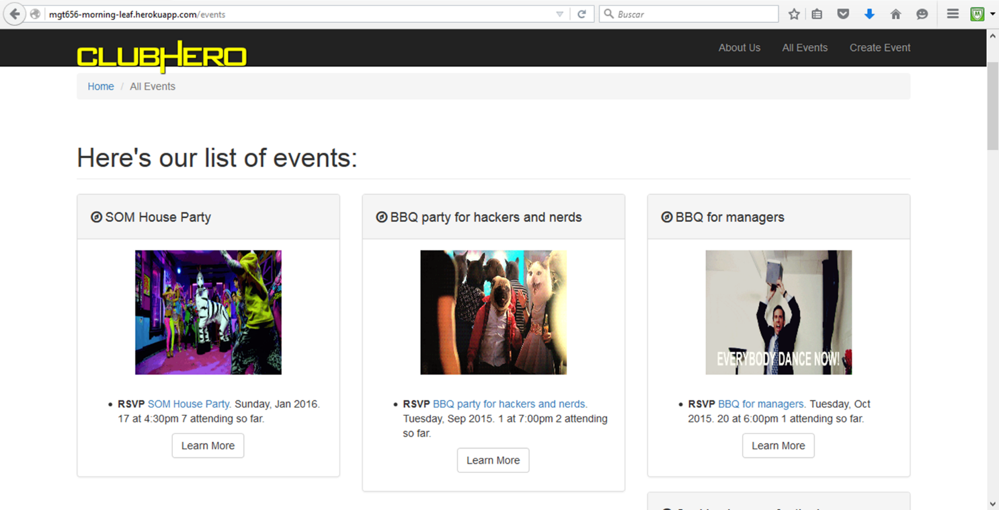 mgt656-morning-leaf.herokuapp.com/events
Buscar
CLUBHERO
About Us
All Events
Create Event
Home / All Events
Here's our list of events:
SOM House Party
RSVP SOM House Party. Sunday, Jan 2016.
17 at 4:30pm 7 attending so far.
Learn More
BBQ party for hackers and nerds
RSVP BBQ party for hackers and nerds.
Tuesday, Sep 2015. 1 at 7:00pm 2 attending
so far.
Learn More
BBQ for managers
EVERYBODY DANCE NOW!
RSVP BBQ for managers. Tuesday, Oct
2015. 20 at 6:00pm 1 attending so far.
Learn More